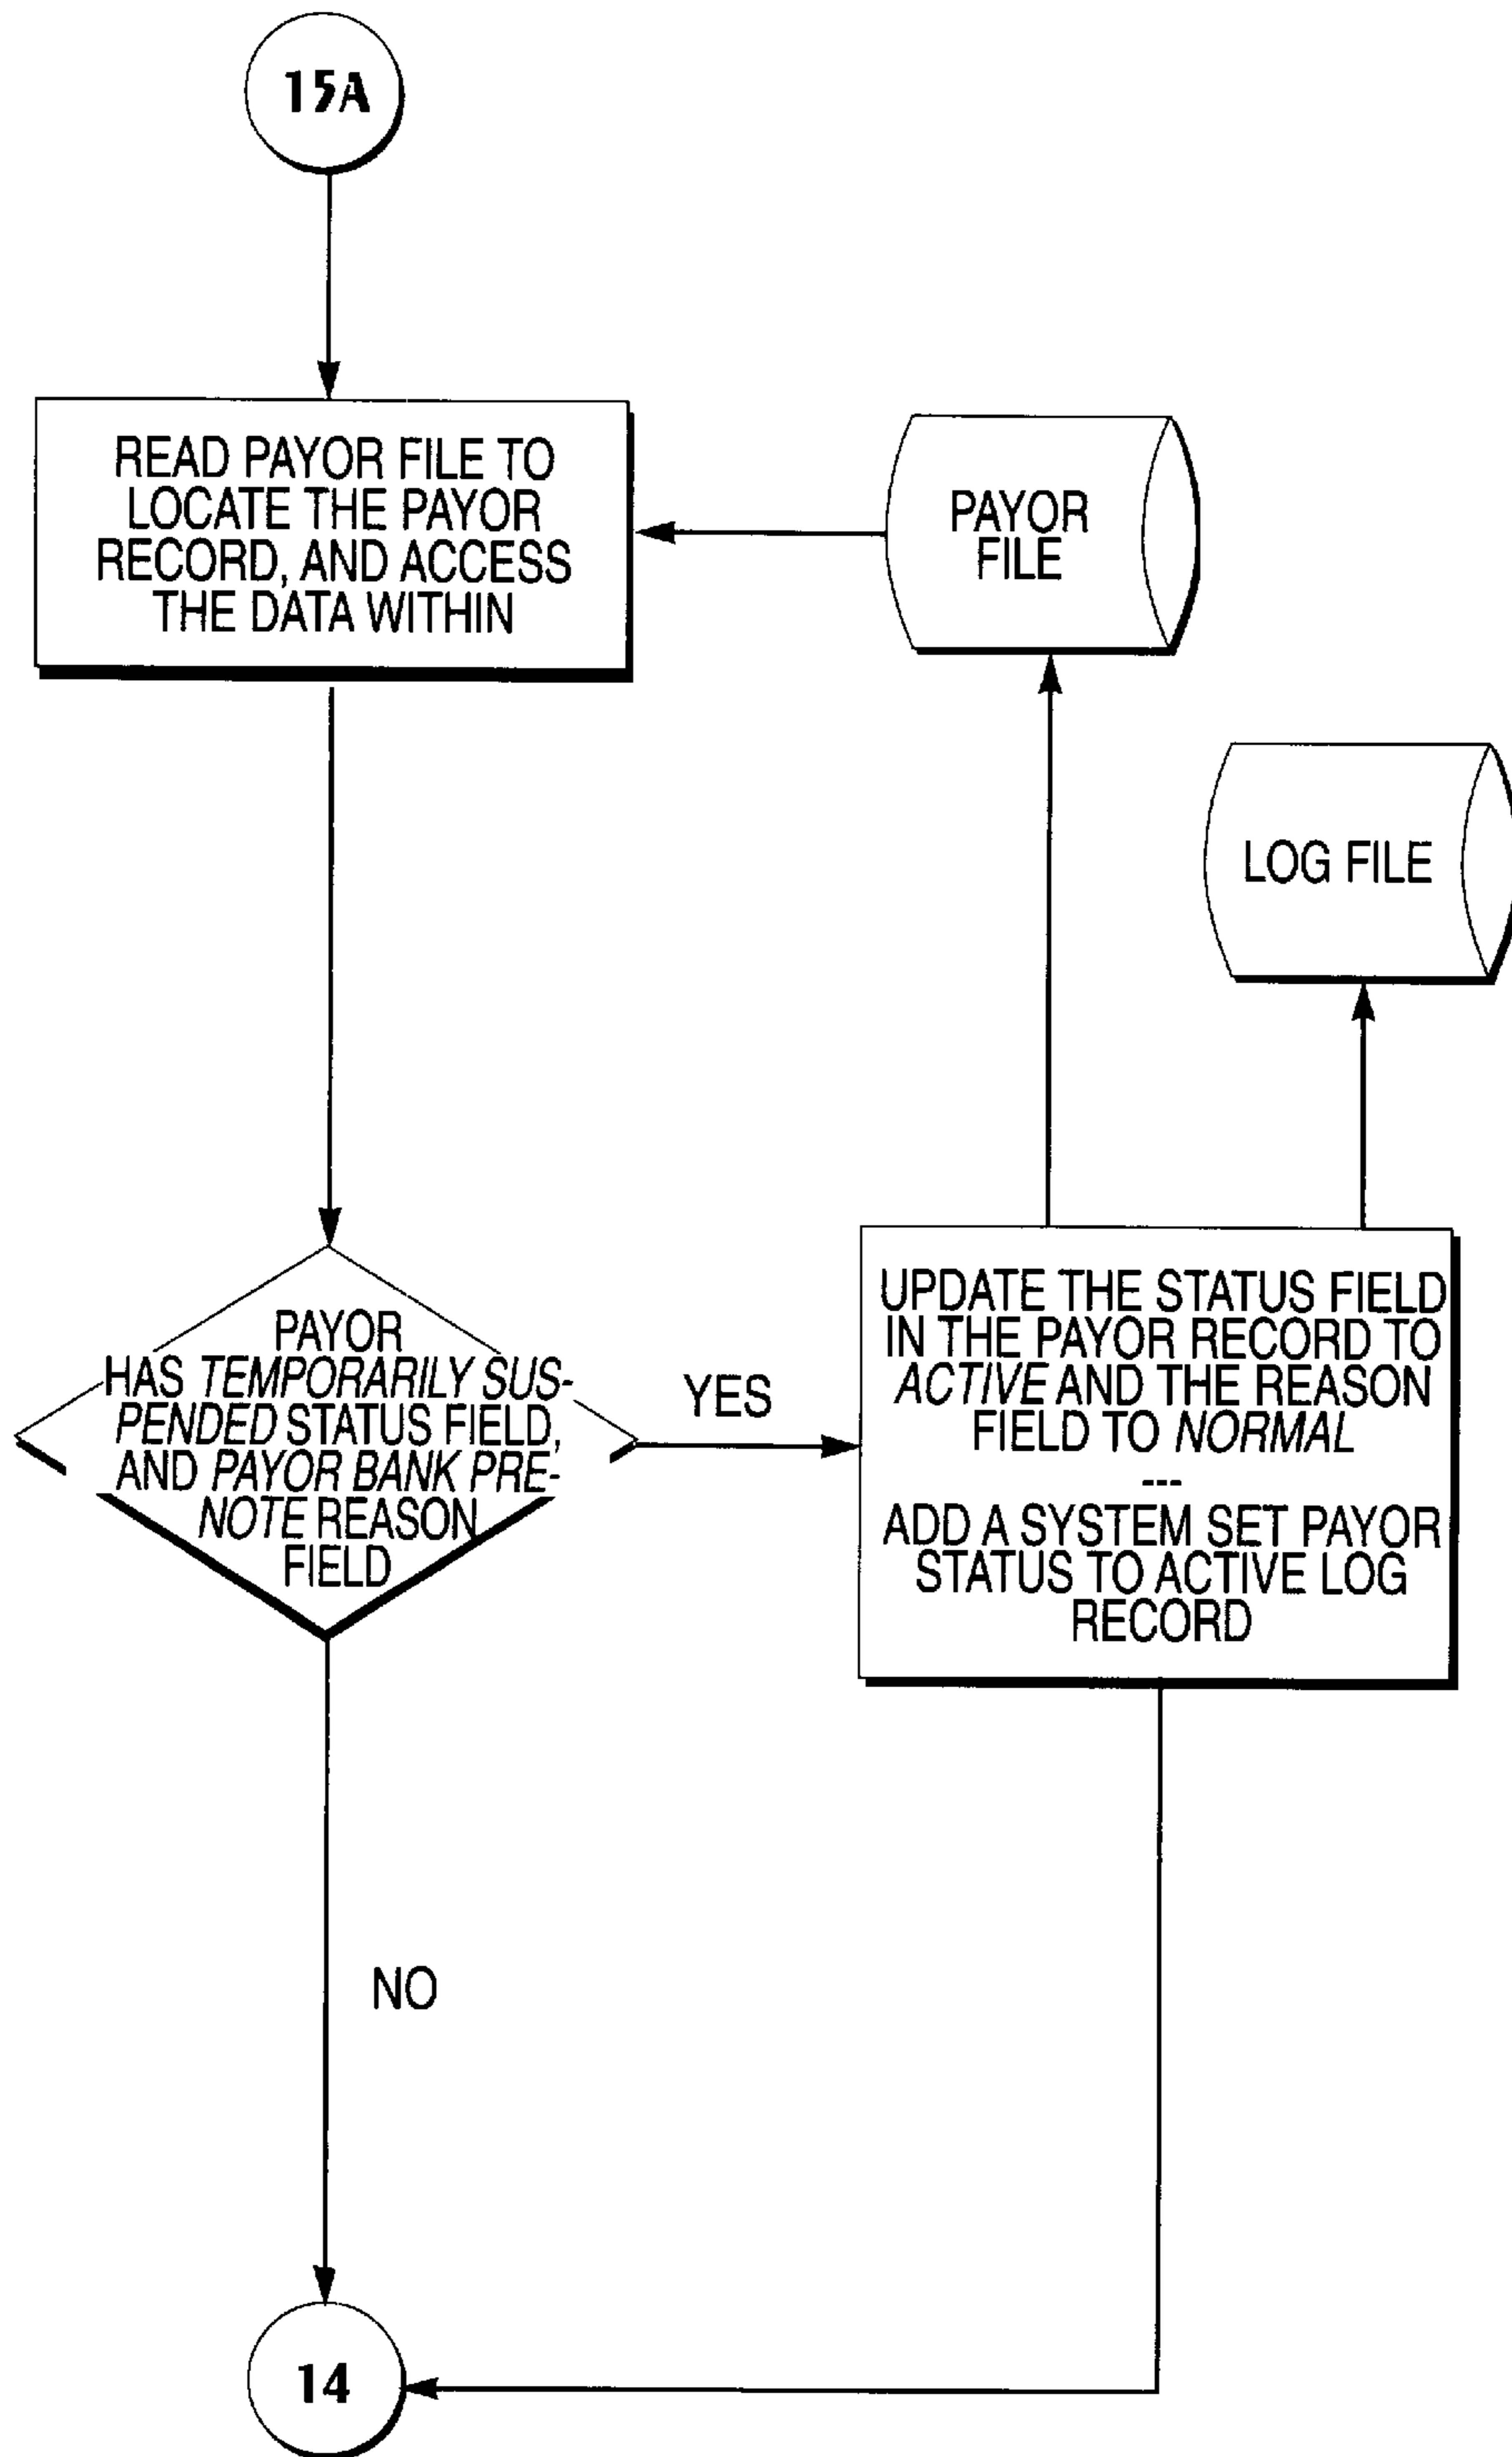 15A
READ PAYOR FILE TO
LOCATE THE PAYOR
RECORD, AND ACCESS
THE DATA WITHIN
PAYOR
FILE
LOG FILE
PAYOR
HAS TEMPORARILY SUS-
PENDED STATUS FIELD,
AND PAYOR BANK PRE-
NOTE REASON
FIELD
YES
UPDATE THE STATUS FIELD
IN THE PAYOR RECORD TO
ACTIVE AND THE REASON
FIELD TO NORMAL
---
ADD A SYSTEM SET PAYOR
STATUS TO ACTIVE LOG
RECORD
NO
14